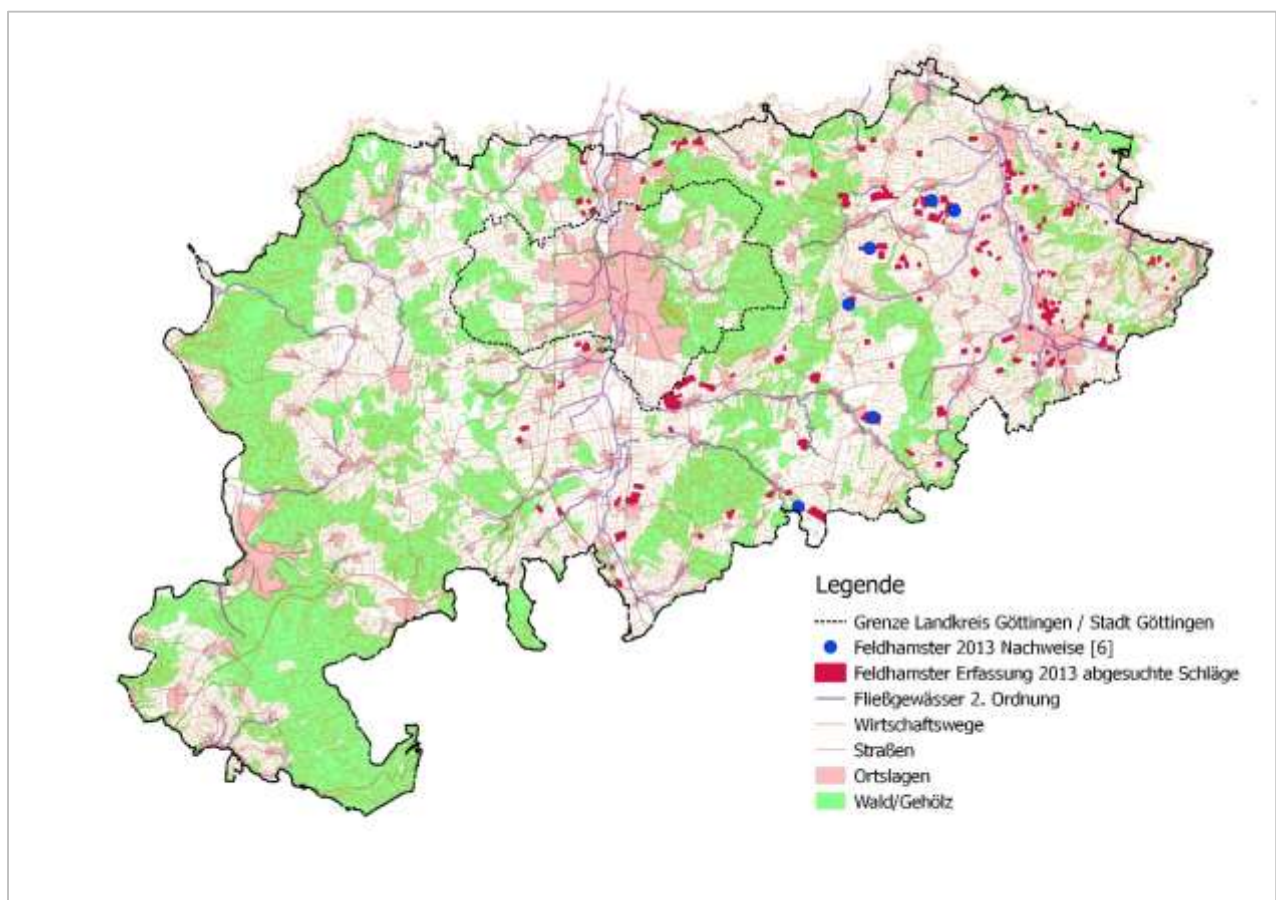 Legende
Grenze Landkreis Göttingen / Stadt Göttingen
Feldhamster 2013 Nachweise [6]
Feldhamster Erfassung 2013 abgesuchte Schläge
Fließgewässer 2. Ordnung
Wirtschaftswege
Straßen
Ortslagen
Wald/Gehölz